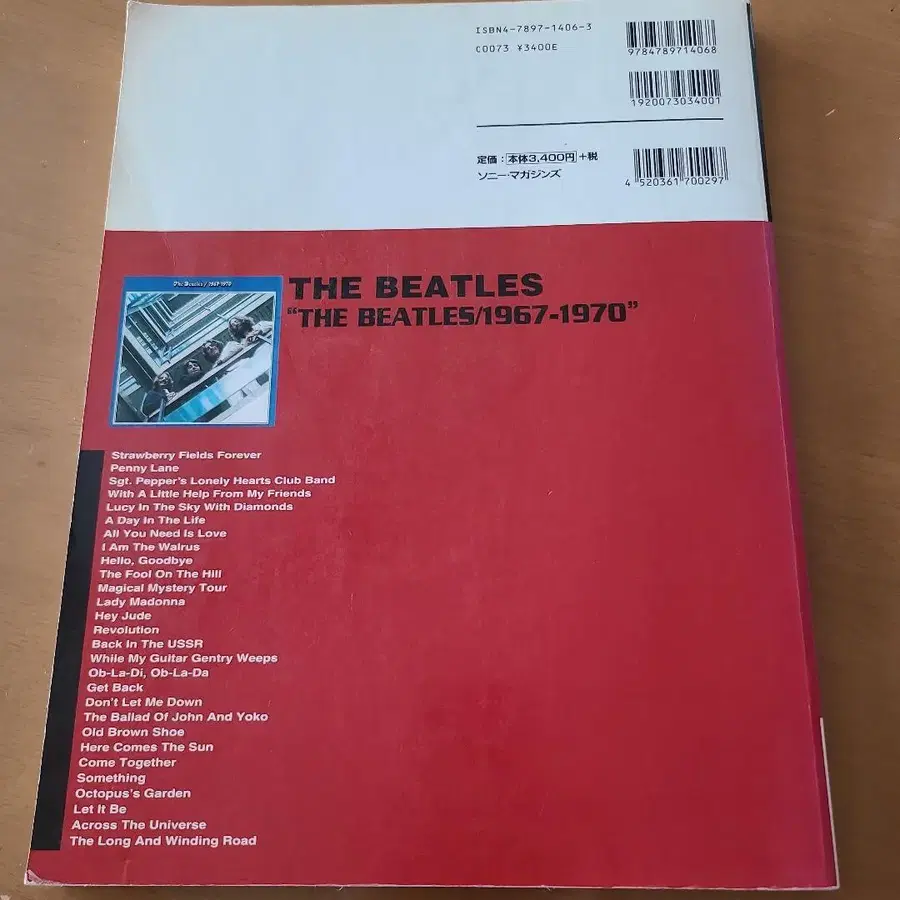 ISBN4-7897-1406-3
C0073 ¥3400E
9784789714068
1920073034001
定価：本体3,400円+税
ソニー・マガジンズ
4 520361 700297
The Beatles / 1967-1970
THE BEATLES
“THE BEATLES/1967-1970”
Strawberry Fields Forever
Penny Lane
Sgt. Pepper's Lonely Hearts Club Band
With A Little Help From My Friends
Lucy In The Sky With Diamonds
A Day In The Life
All You Need Is Love
I Am The Walrus
Hello, Goodbye
The Fool On The Hill
Magical Mystery Tour
Lady Madonna
Hey Jude
Revolution
Back In The USSR
While My Guitar Gentry Weeps
Ob-La-Di, Ob-La-Da
Get Back
Don't Let Me Down
The Ballad Of John And Yoko
Old Brown Shoe
Here Comes The Sun
Come Together
Something
Octopus's Garden
Let It Be
Across The Universe
The Long And Winding Road